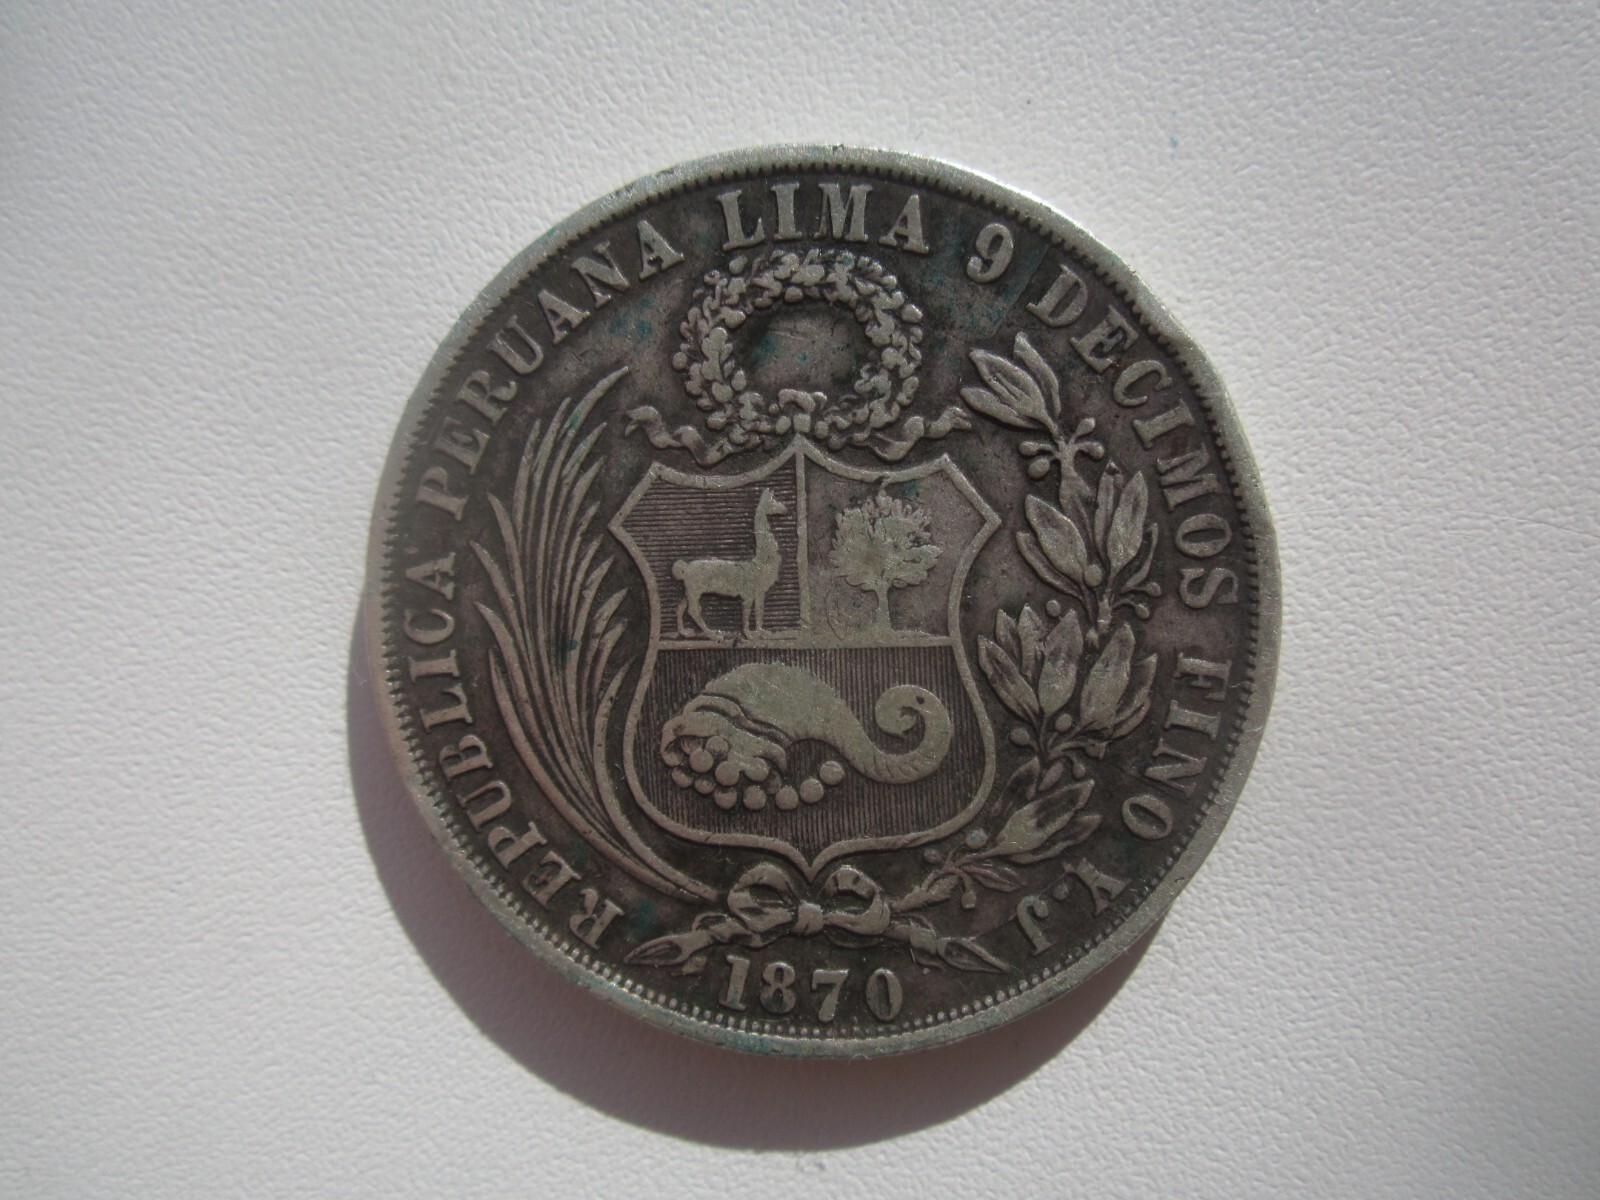 REPUBLICA PERUANA LIMA 9 DECIMOS FINO Y.J.
1870